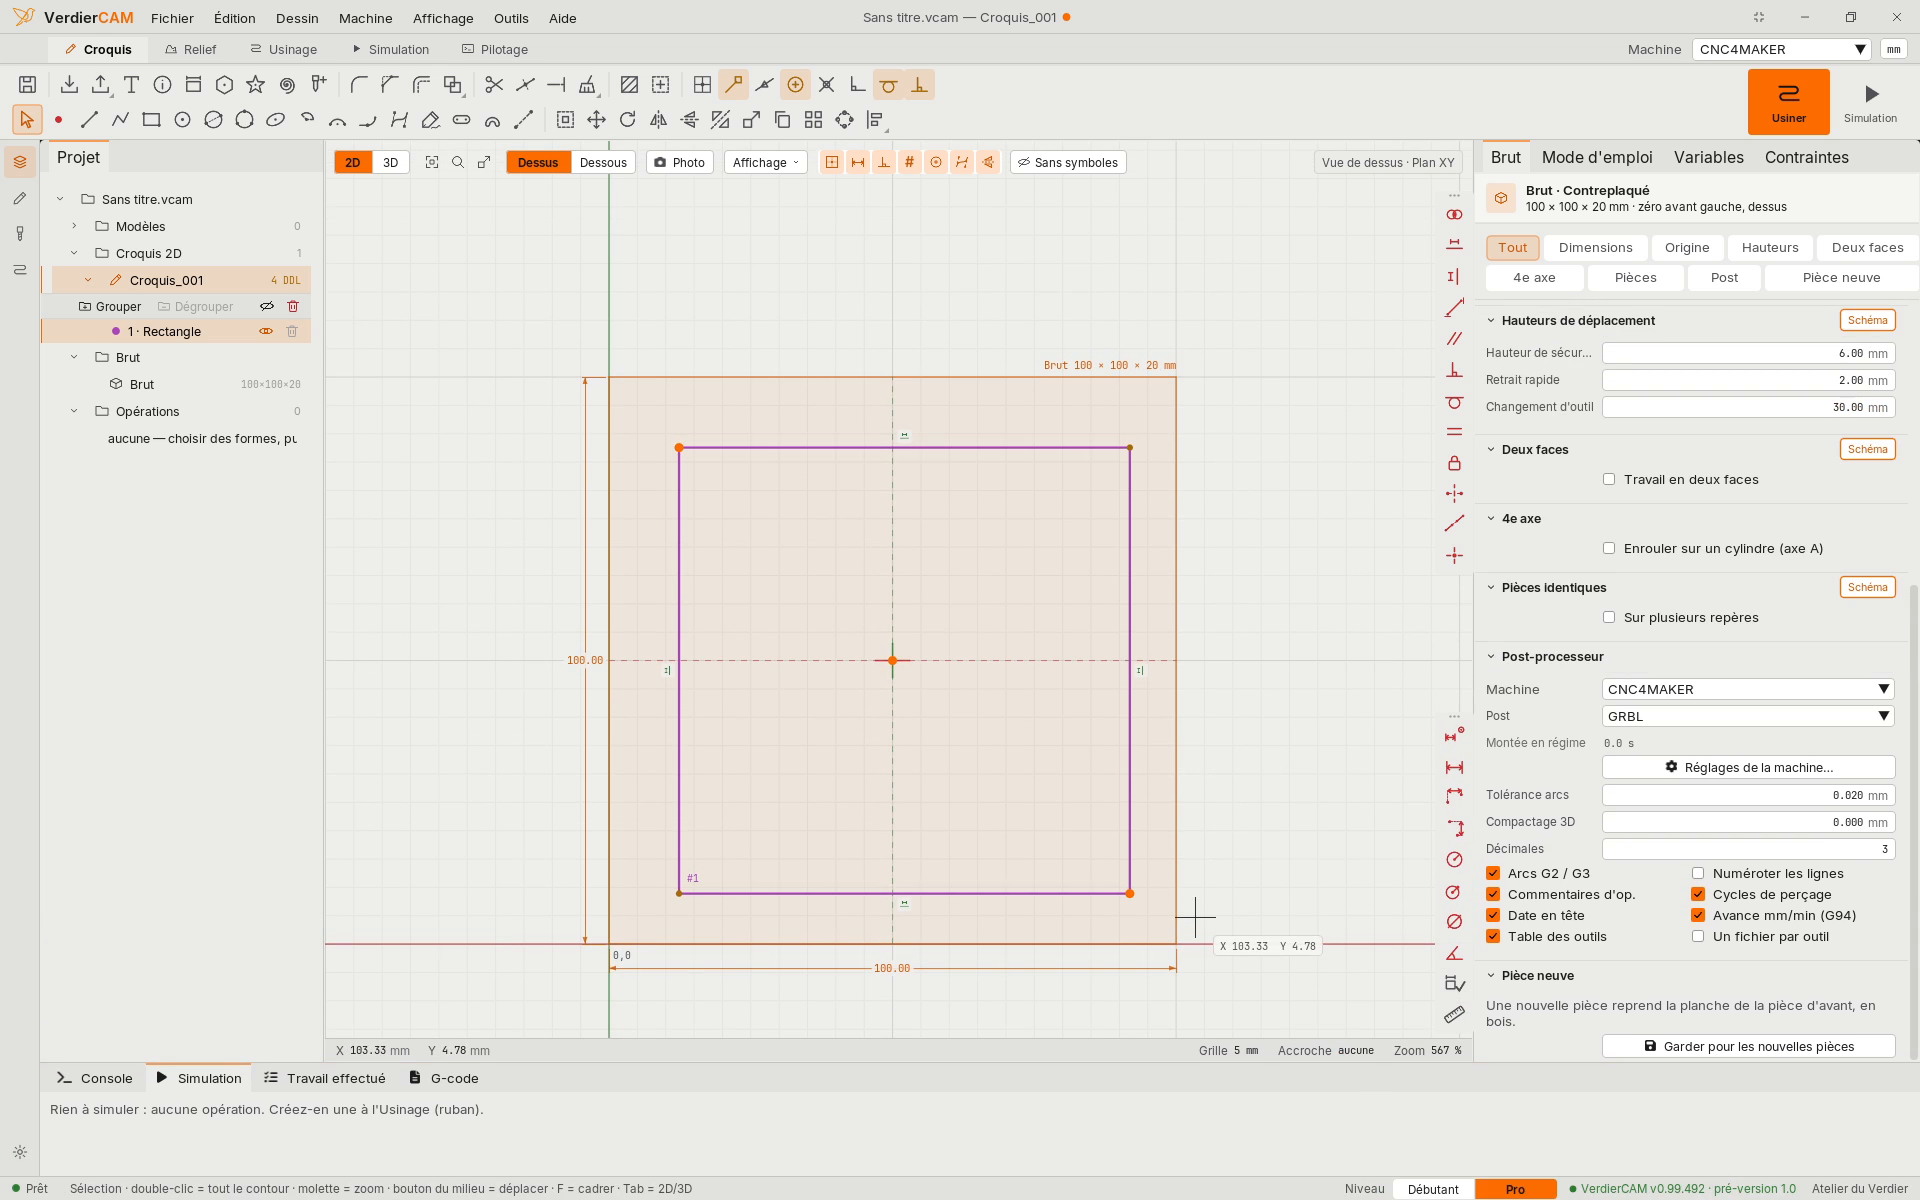 VerdierCAM Fichier Édition Dessin Machine Affichage Outils Aide Sans titre.vcam — Croquis_001
Croquis Relief Usinage Simulation Pilotage Machine CNC4MAKER mm
Usiner Simulation
Projet
2D 3D Dessus Dessous Photo Affichage Sans symboles Vue de dessus · Plan XY
Sans titre.vcam
Modèles 0
Croquis 2D 1
Croquis_001 4 DDL
Grouper Dégrouper
1 · Rectangle
Brut
Brut 100×100×20
Opérations 0
aucune — choisir des formes, pu
Brut 100 × 100 × 20 mm
100.00
#1
0,0
100.00
X 103.33 Y 4.78
X 103.33 mm Y 4.78 mm Grille 5 mm Accroche aucune Zoom 567 %
Brut Mode d'emploi Variables Contraintes
Brut · Contreplaqué
100 × 100 × 20 mm · zéro avant gauche, dessus
Tout Dimensions Origine Hauteurs Deux faces
4e axe Pièces Post Pièce neuve
Hauteurs de déplacement Schéma
Hauteur de sécur... 6.00 mm
Retrait rapide 2.00 mm
Changement d'outil 30.00 mm
Deux faces Schéma
Travail en deux faces
4e axe
Enrouler sur un cylindre (axe A)
Pièces identiques Schéma
Sur plusieurs repères
Post-processeur
Machine CNC4MAKER
Post GRBL
Montée en régime 0.0 s
Réglages de la machine...
Tolérance arcs 0.020 mm
Compactage 3D 0.000 mm
Décimales 3
Arcs G2 / G3 Numéroter les lignes
Commentaires d'op. Cycles de perçage
Date en tête Avance mm/min (G94)
Table des outils Un fichier par outil
Pièce neuve
Une nouvelle pièce reprend la planche de la pièce d'avant, en
bois.
Garder pour les nouvelles pièces
Console Simulation Travail effectué G-code
Rien à simuler : aucune opération. Créez-en une à l'Usinage (ruban).
Prêt Sélection · double-clic = tout le contour · molette = zoom · bouton du milieu = déplacer · F = cadrer · Tab = 2D/3D Niveau Débutant Pro VerdierCAM v0.99.492 · pré-version 1.0 Atelier du Verdier